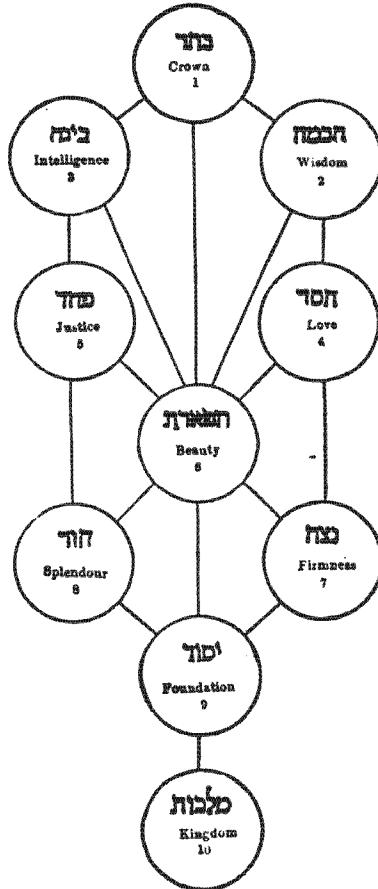 כתר
Crown
1
בינה
Intelligence
3
חכמה
Wisdom
2
פחד
Justice
5
חסד
Love
4
תפארת
Beauty
6
הוד
Splendour
8
נצח
Firmness
7
יסוד
Foundation
9
מלכות
Kingdom
10